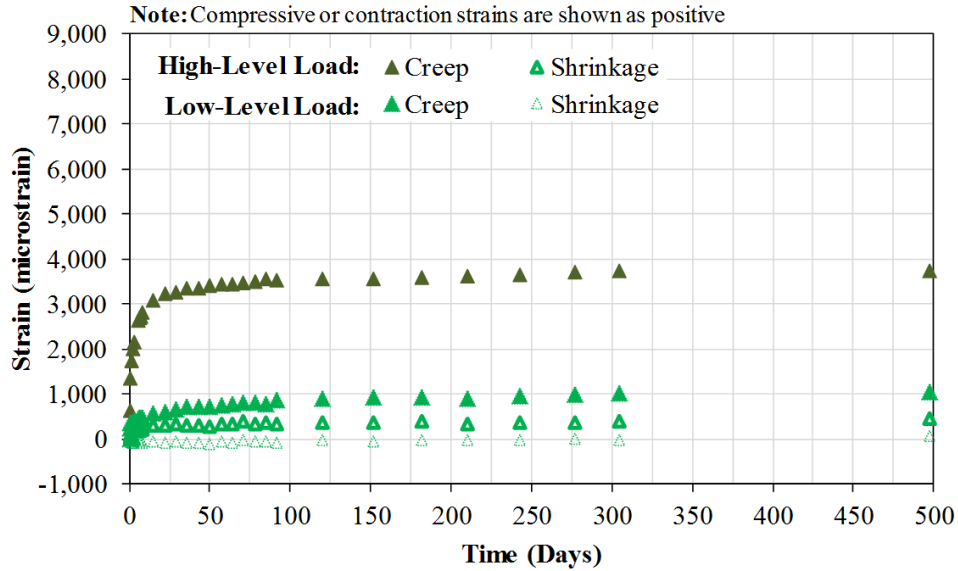 Note: Compressive or contraction strains are shown as positive
9,000
8,000
7,000
6,000
5,000
4,000
3,000
2,000
1,000
0
-1,000
Strain (microstrain)
High-Level Load: Creep Shrinkage
Low-Level Load: Creep Shrinkage
0 50 100 150 200 250 300 350 400 450 500
Time (Days)